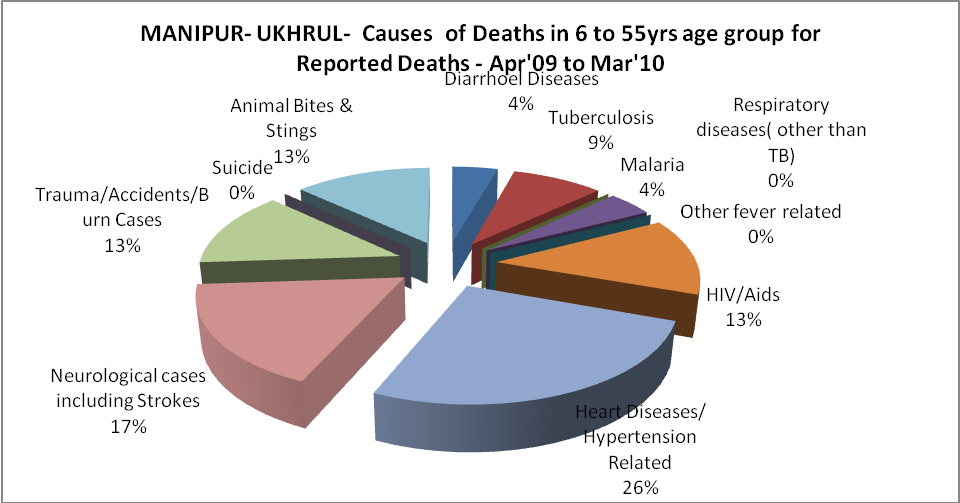 MANIPUR- UKHRUL-  Causes  of Deaths in 6 to 55yrs age group for
Reported Deaths - Apr'09 to Mar'10
Diarrhoel Diseases
4%
Tuberculosis
9%
Respiratory
diseases( other than
TB)
0%
Malaria
4%
Other fever related
0%
HIV/Aids
13%
Heart Diseases/
Hypertension
Related
26%
Neurological cases
including Strokes
17%
Trauma/Accidents/B
urn Cases
13%
Suicide
0%
Animal Bites &
Stings
13%